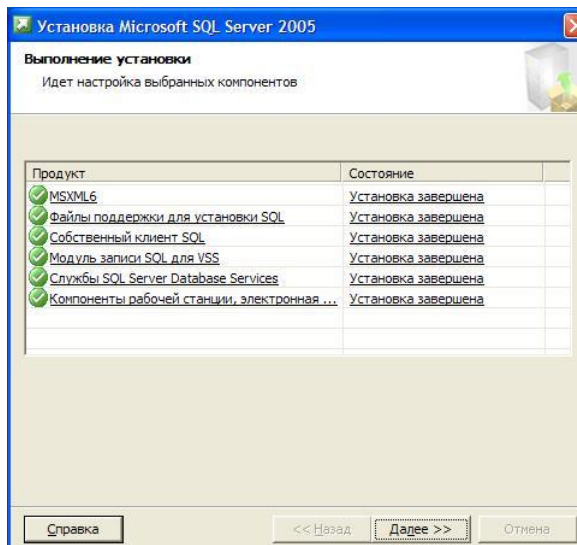 Установка Microsoft SQL Server 2005
Выполнение установки
Идет настройка выбранных компонентов
Продукт Состояние
MSXML6 Установка завершена
Файлы поддержки для установки SQL Установка завершена
Собственный клиент SQL Установка завершена
Модуль записи SQL для VSS Установка завершена
Службы SQL Server Database Services Установка завершена
Компоненты рабочей станции, электронная ... Установка завершена
Справка << Назад Далее >> Отмена